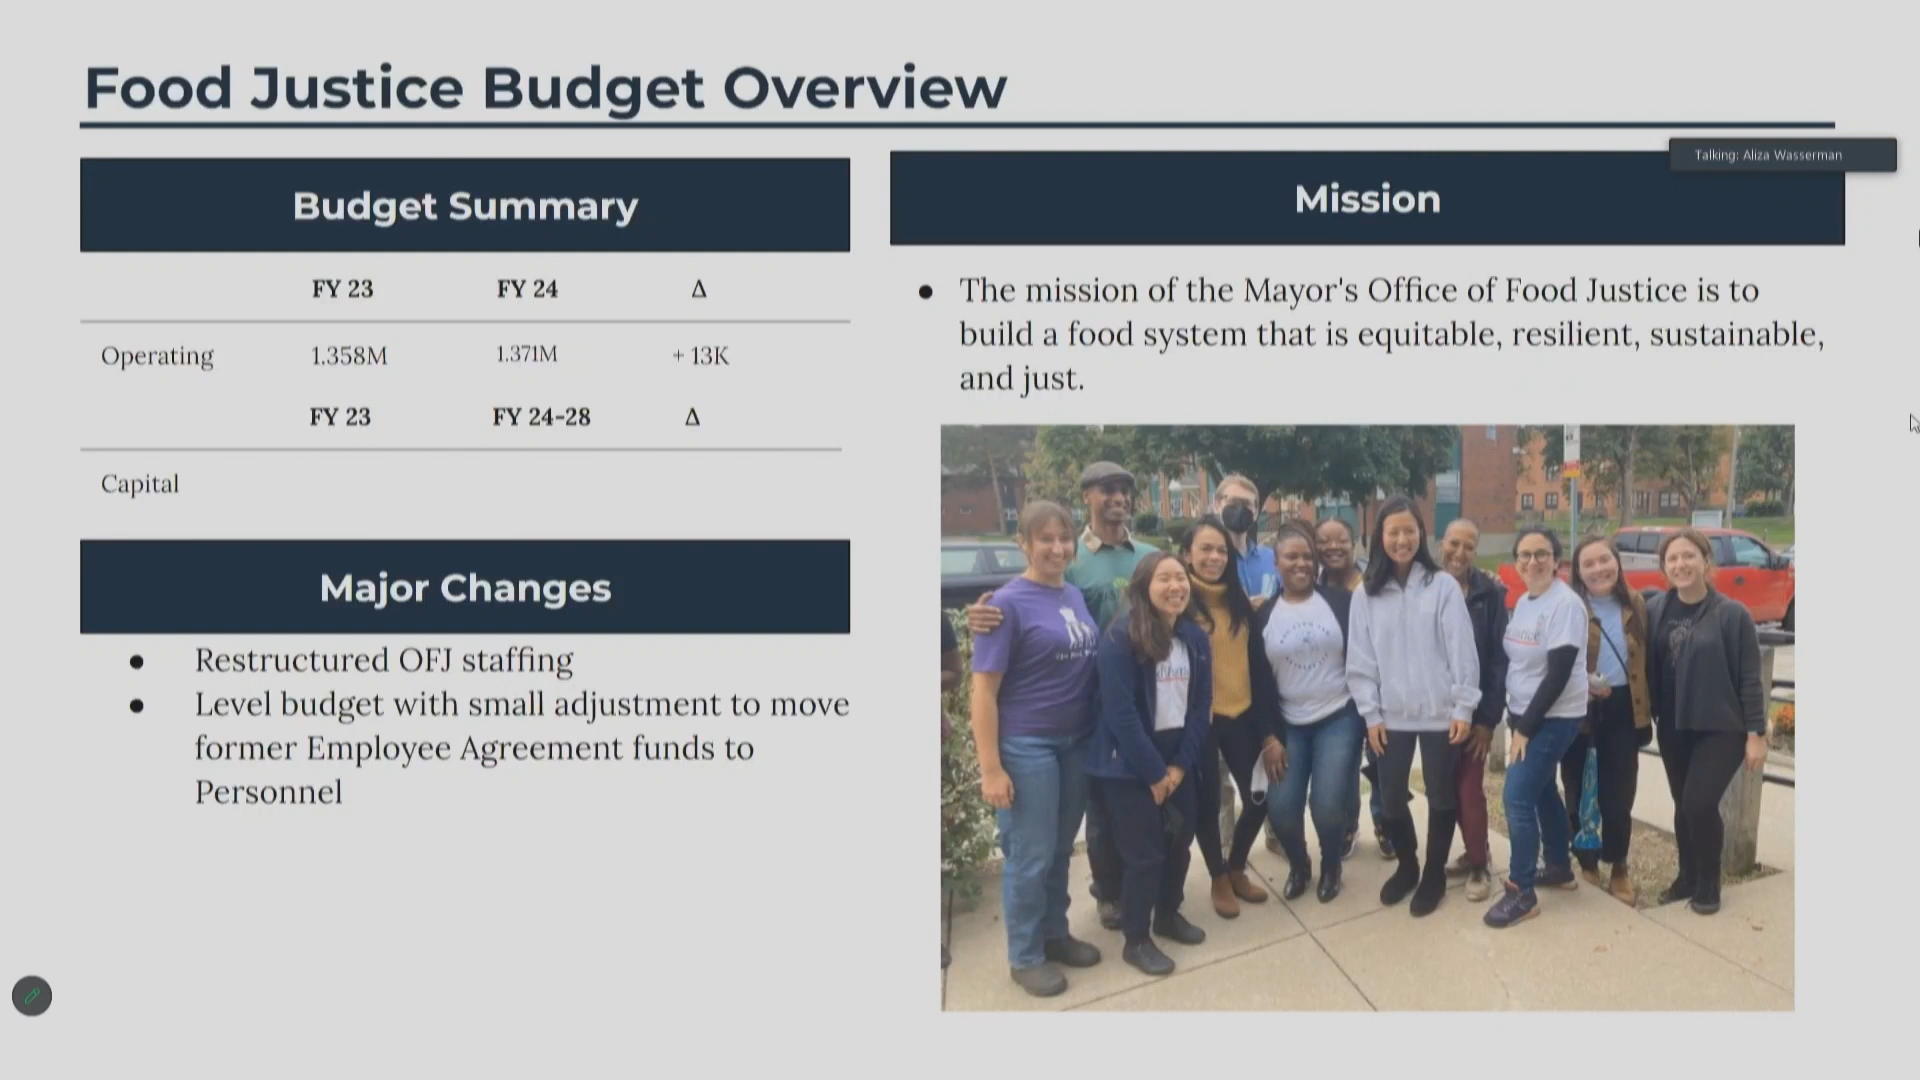 Food Justice Budget Overview
Talking: Aliza Wasserman
Budget Summary
FY 23 FY 24 Δ
Operating 1.358M 1.371M + 13K
FY 23 FY 24-28 Δ
Capital
Major Changes
● Restructured OFJ staffing
● Level budget with small adjustment to move
former Employee Agreement funds to
Personnel
Mission
● The mission of the Mayor's Office of Food Justice is to
build a food system that is equitable, resilient, sustainable,
and just.